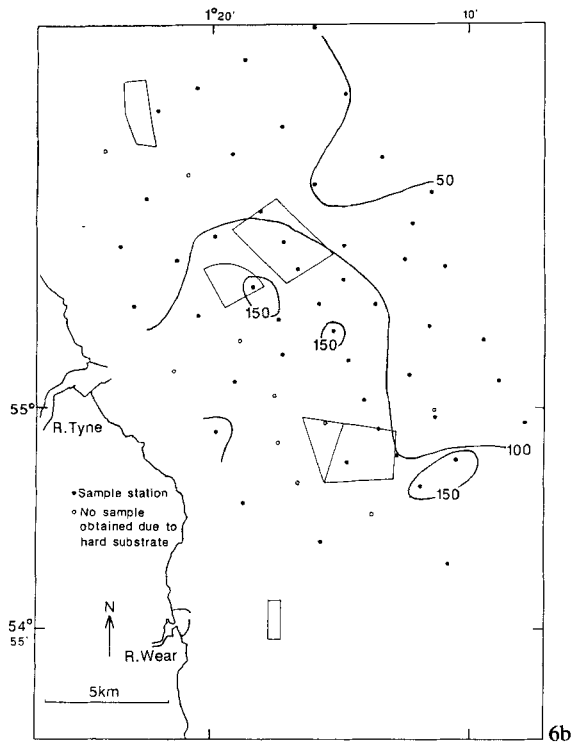 1° 20'
10'
50
150
150
55°
R.Tyne
100
150
•Sample station
○No sample
obtained due to
hard substrate
N
54°
55'
R.Wear
5km
6b